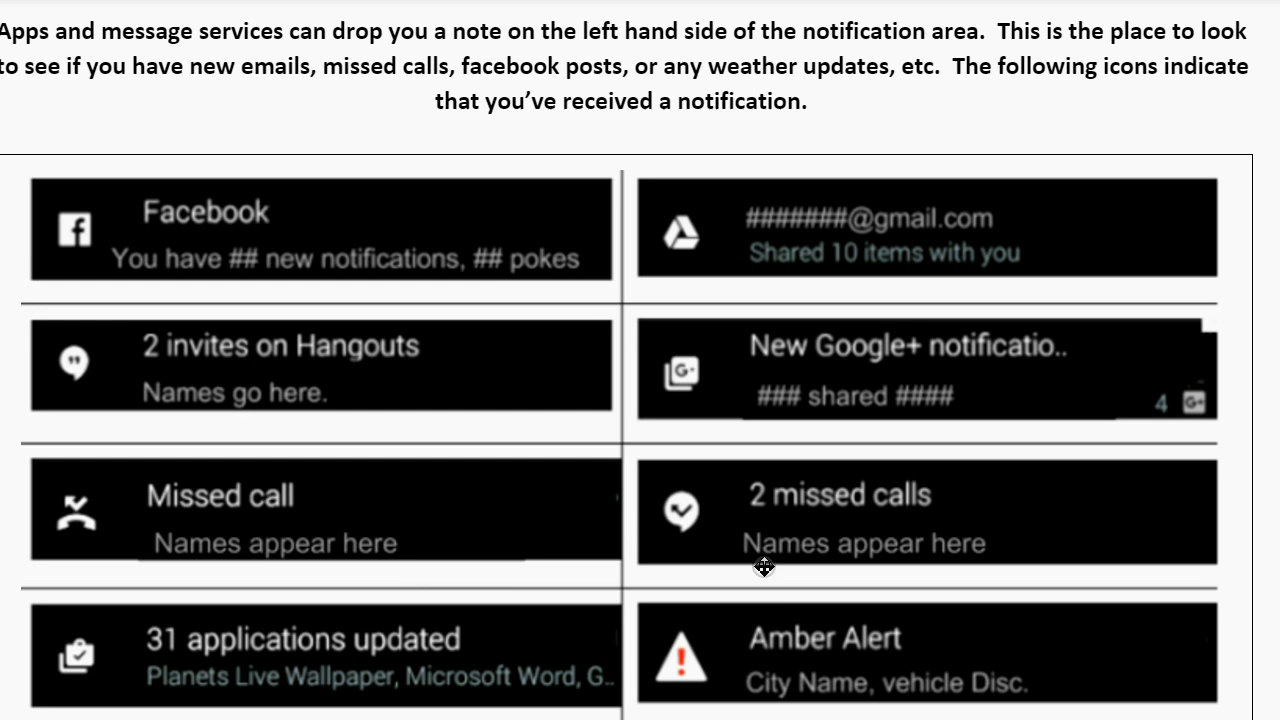 Apps and message services can drop you a note on the left hand side of the notification area. This is the place to look
to see if you have new emails, missed calls, facebook posts, or any weather updates, etc. The following icons indicate
that you’ve received a notification.
Facebook
You have ## new notifications, ## pokes
#######@gmail.com
Shared 10 items with you
2 invites on Hangouts
Names go here.
New Google+ notificatio..
### shared ####
4
Missed call
Names appear here
2 missed calls
Names appear here
31 applications updated
Planets Live Wallpaper, Microsoft Word, G..
Amber Alert
City Name, vehicle Disc.